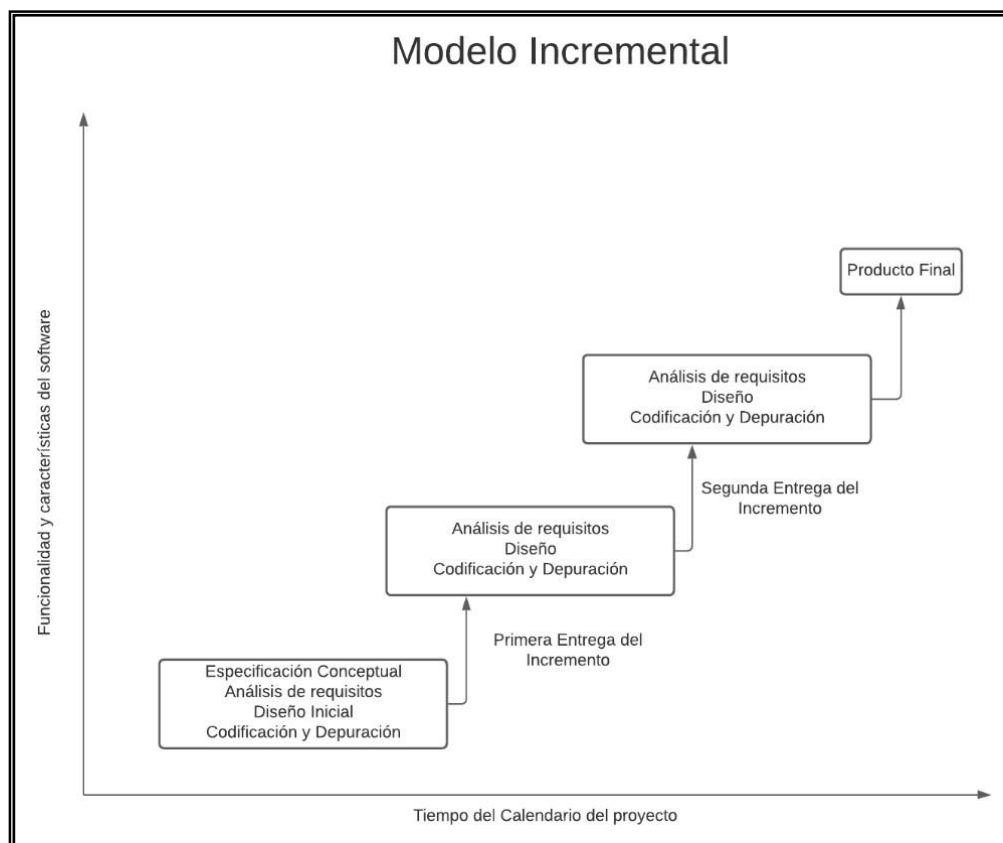 Modelo Incremental
Funcionalidad y características del software
Producto Final
Análisis de requisitos
Diseño
Codificación y Depuración
Segunda Entrega del
Incremento
Análisis de requisitos
Diseño
Codificación y Depuración
Primera Entrega del
Incremento
Especificación Conceptual
Análisis de requisitos
Diseño Inicial
Codificación y Depuración
Tiempo del Calendario del proyecto